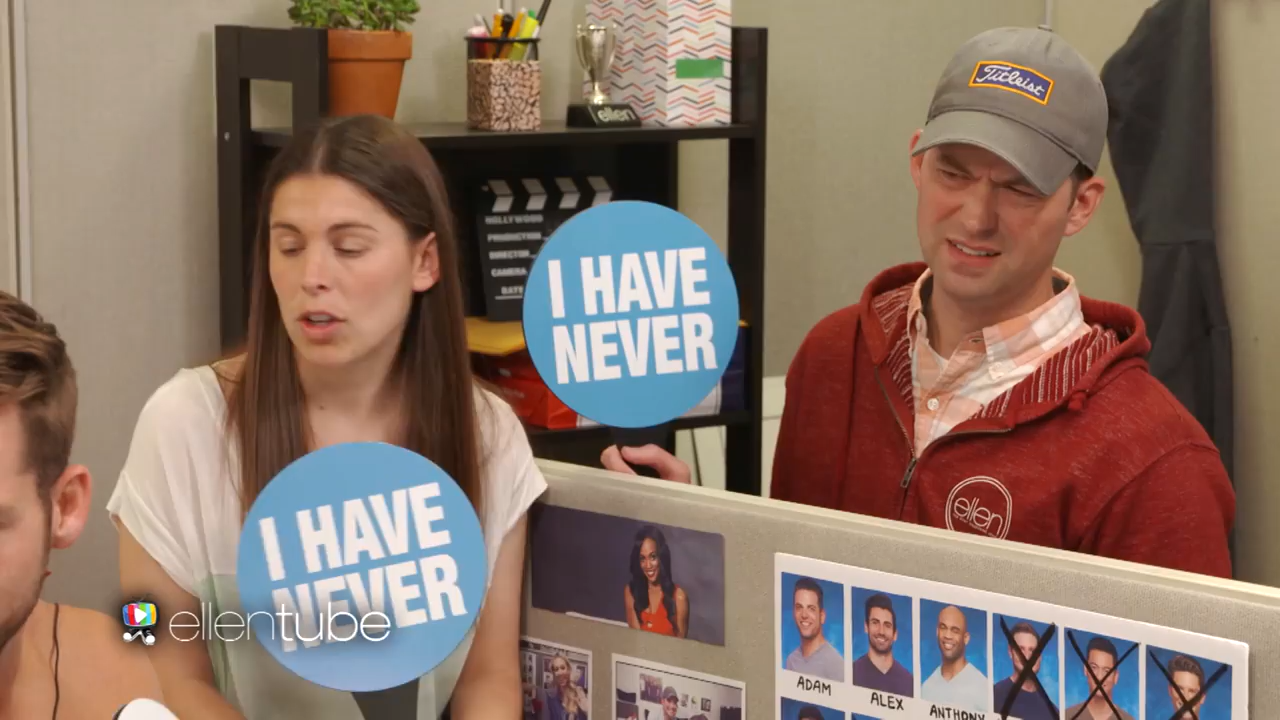 Titleist
ellen
HOLLYWOOD
PRODUCTION
DIRECTOR
CAMERA
DATE
I HAVE
NEVER
I HAVE
NEVER
ellen
ellentube
ADAM
ALEX
ANTHONY